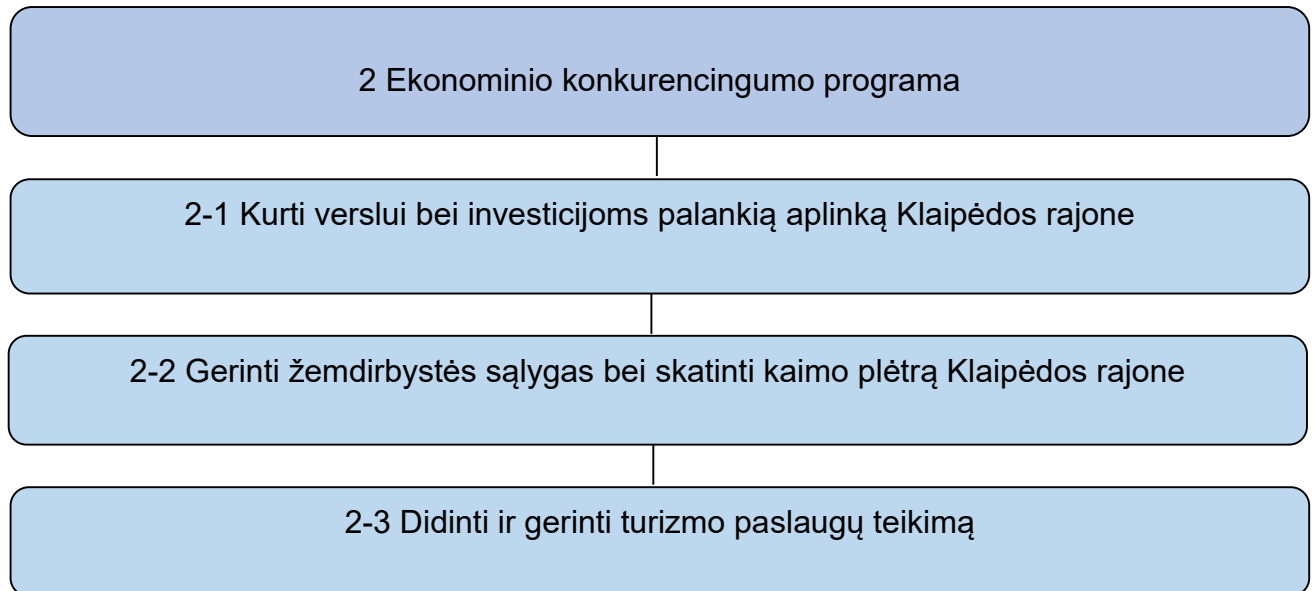 2 Ekonominio konkurencingumo programa
2-1 Kurti verslui bei investicijoms palankią aplinką Klaipėdos rajone
2-2 Gerinti žemdirbystės sąlygas bei skatinti kaimo plėtrą Klaipėdos rajone
2-3 Didinti ir gerinti turizmo paslaugų teikimą